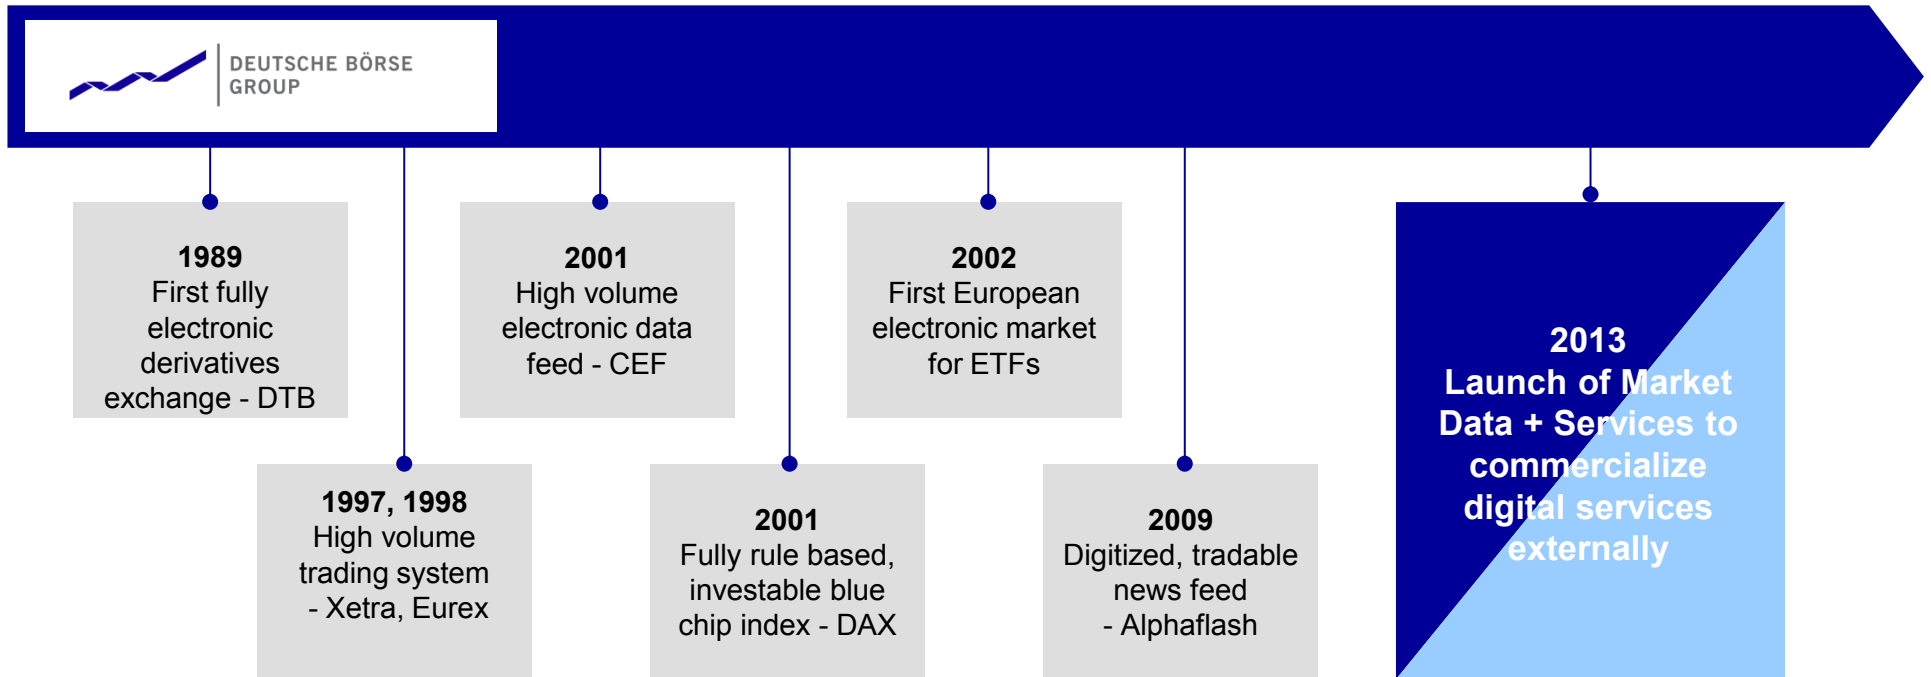 DEUTSCHE BÖRSE
GROUP
1989
First fully
electronic
derivatives
exchange - DTB
1997, 1998
High volume
trading system
- Xetra, Eurex
2001
High volume
electronic data
feed - CEF
2001
Fully rule based,
investable blue
chip index - DAX
2002
First European
electronic market
for ETFs
2009
Digitized, tradable
news feed
- Alphaflash
2013
Launch of Market
Data + Services to
commercialize
digital services
externally